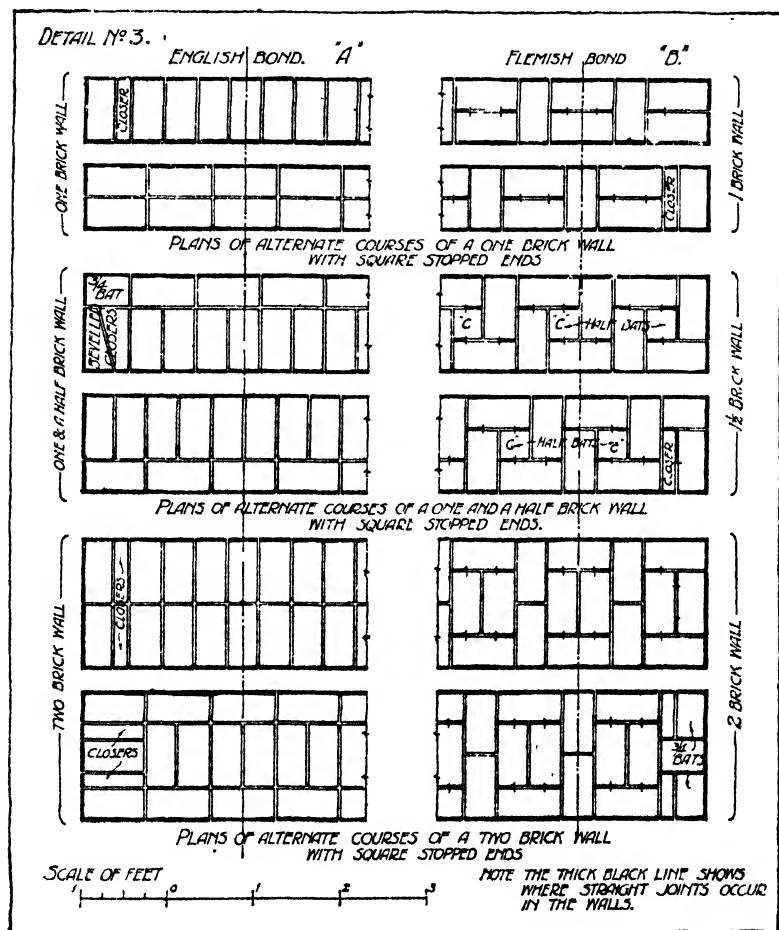 DETAIL Nº 3.
ENGLISH BOND. "A"
FLEMISH BOND "B."
ONE BRICK WALL
CLOSER
1 BRICK WALL
CLOSER
PLANS OF ALTERNATE COURSES OF A ONE BRICK WALL
WITH SQUARE STOPPED ENDS
ONE & A HALF BRICK WALL
3/4
BAT
BEVELLED
CLOSERS
"C"
"C" HALF BATS
1½ BRICK WALL
"C" HALF BATS "C"
CLOSER
PLANS OF ALTERNATE COURSES OF A ONE AND A HALF BRICK WALL
WITH SQUARE STOPPED ENDS.
TWO BRICK WALL
CLOSERS
2 BRICK WALL
CLOSERS
3/4
BATS
PLANS OF ALTERNATE COURSES OF A TWO BRICK WALL
WITH SQUARE STOPPED ENDS
SCALE OF FEET
1 0 1 2 3
NOTE THE THICK BLACK LINE SHOWS
WHERE STRAIGHT JOINTS OCCUR
IN THE WALLS.